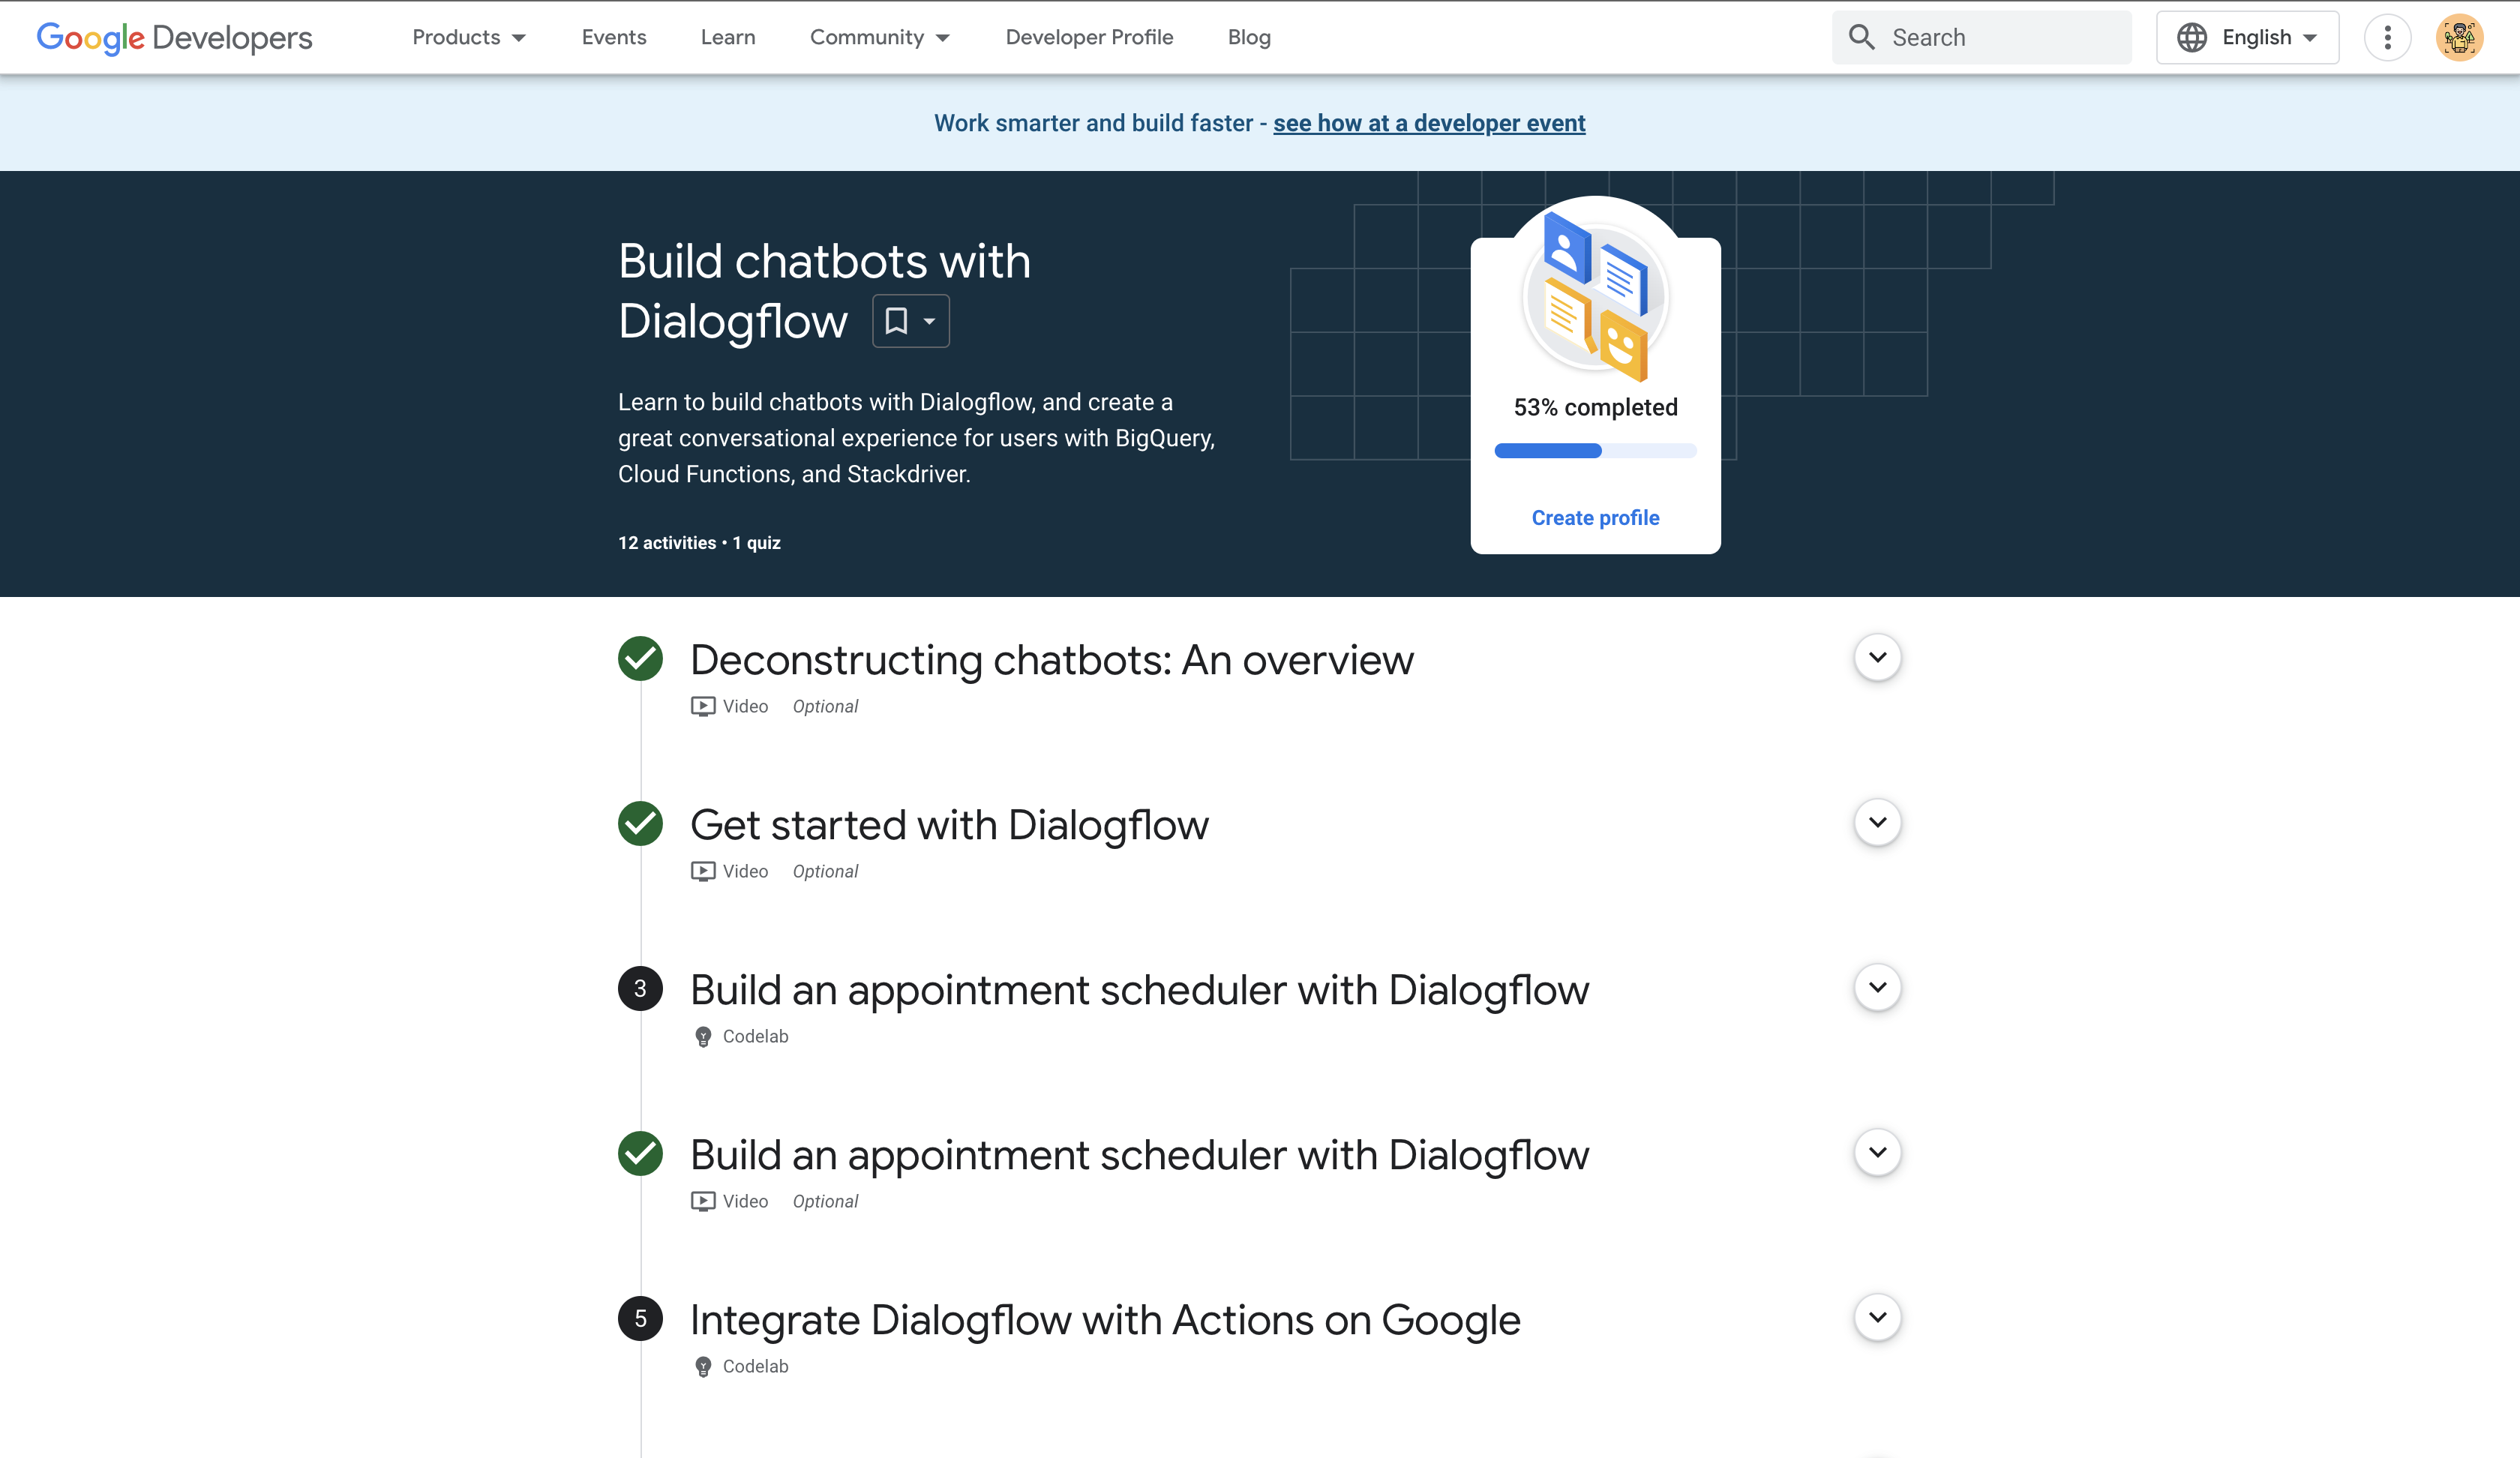 Google Developers
Products
Events
Learn
Community
Developer Profile
Blog
Search
English
Work smarter and build faster - see how at a developer event
Build chatbots with
Dialogflow
Learn to build chatbots with Dialogflow, and create a
great conversational experience for users with BigQuery,
Cloud Functions, and Stackdriver.
12 activities • 1 quiz
53% completed
Create profile
Deconstructing chatbots: An overview
Video Optional
Get started with Dialogflow
Video Optional
3 Build an appointment scheduler with Dialogflow
Codelab
Build an appointment scheduler with Dialogflow
Video Optional
5 Integrate Dialogflow with Actions on Google
Codelab